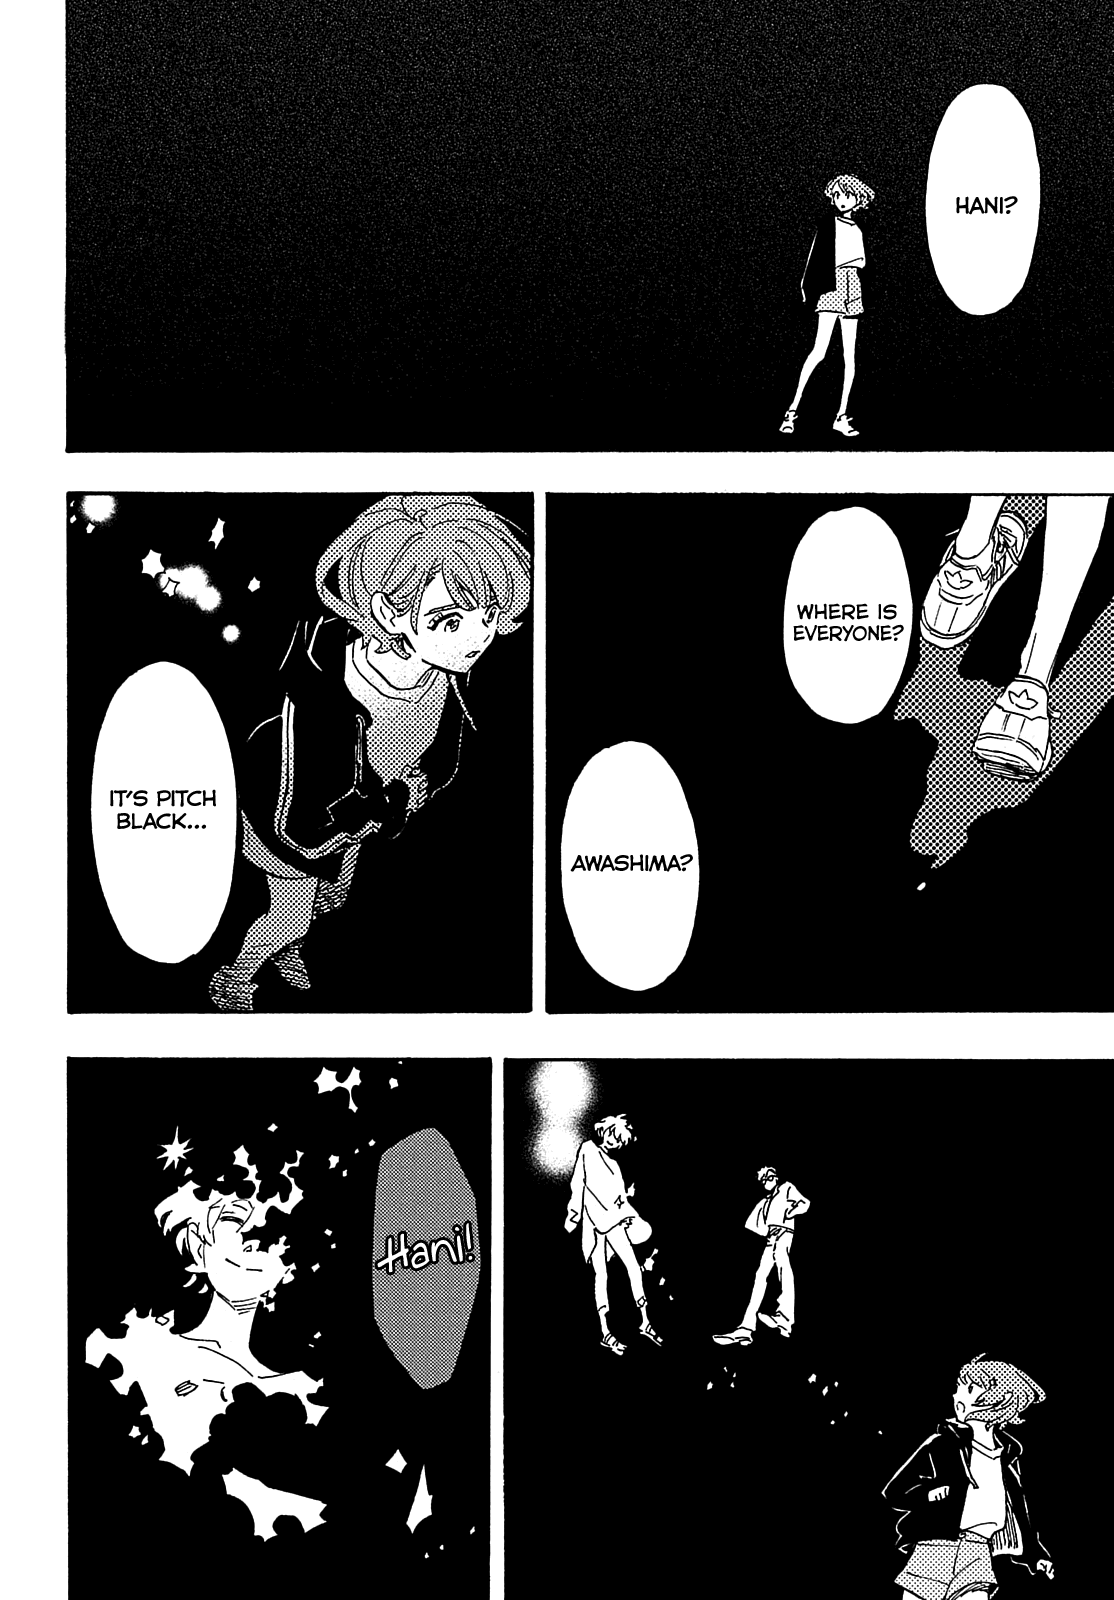 HANI?
WHERE IS
EVERYONE?
AWASHIMA?
IT'S PITCH
BLACK...
Hani!